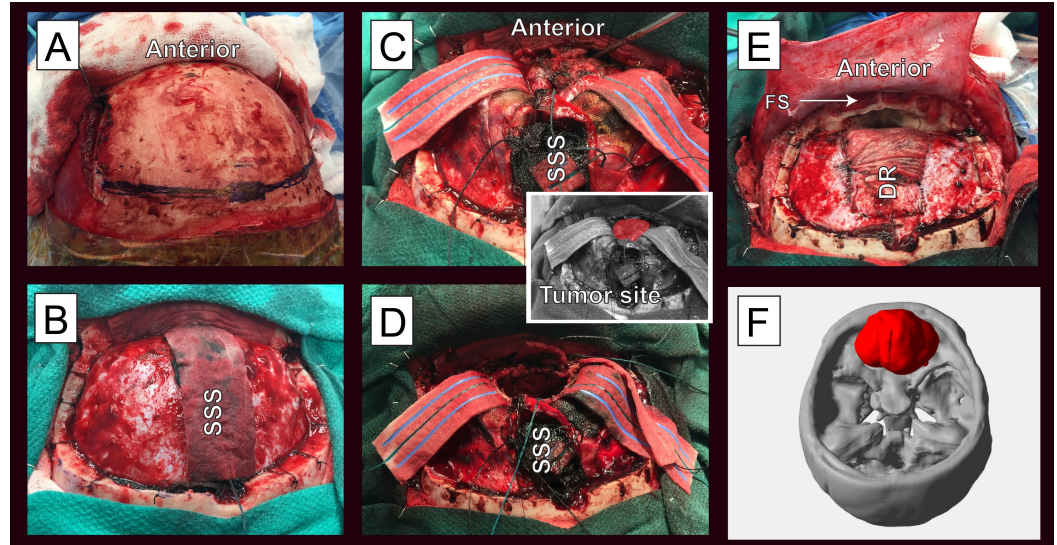 A
Anterior
B
SSS
C
Anterior
SSS
Tumor site
D
SSS
E
Anterior
FS
DR
F